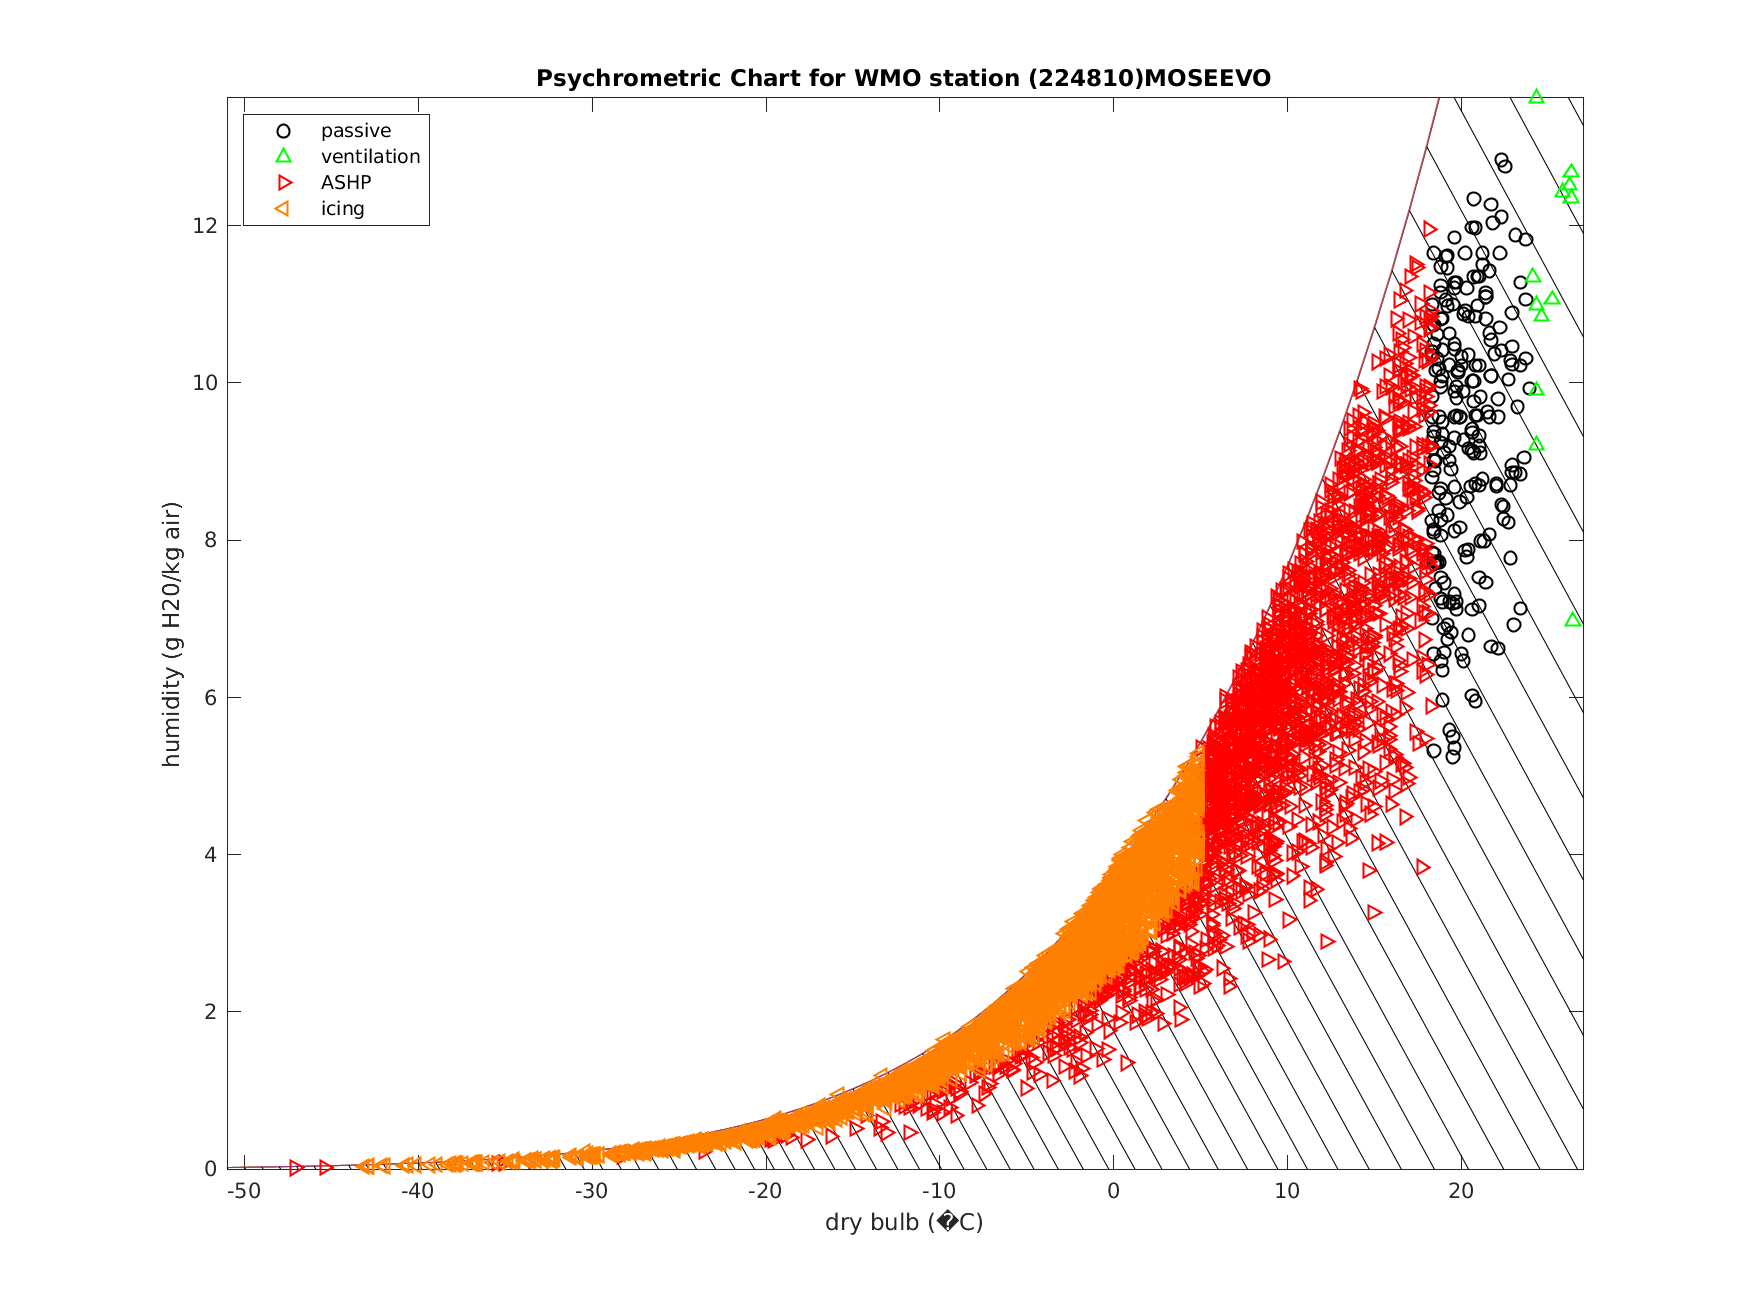 Psychrometric Chart for WMO station (224810)MOSEEVO
passive
ventilation
ASHP
icing
humidity (g H20/kg air)
12
10
8
6
4
2
0
-50 -40 -30 -20 -10 0 10 20
dry bulb (�C)